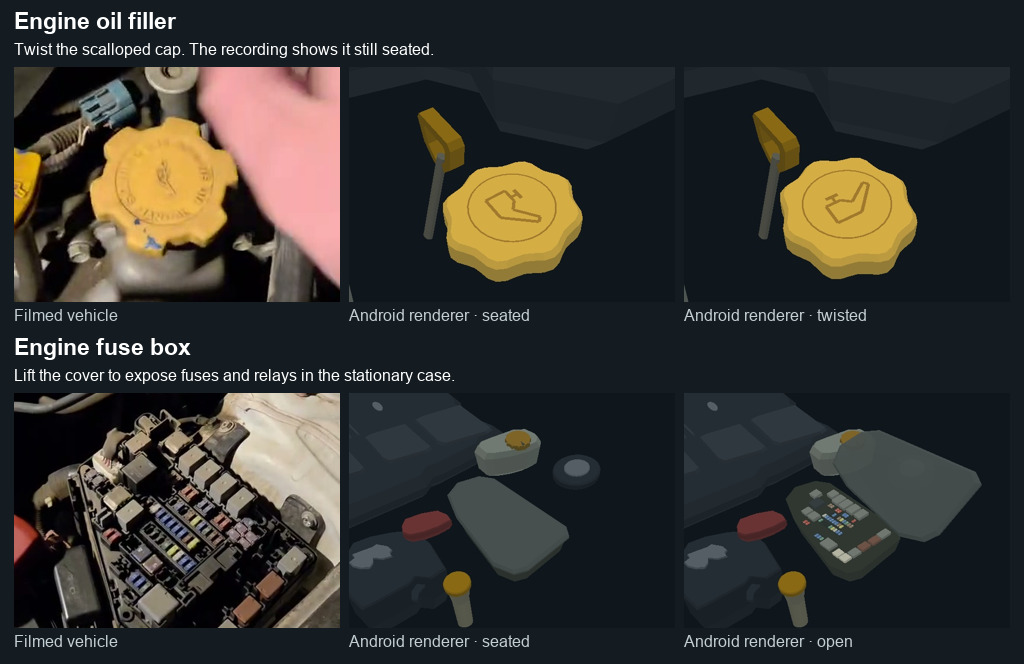 Engine oil filler
Twist the scalloped cap. The recording shows it still seated.
Filmed vehicle
Android renderer · seated
Android renderer · twisted
Engine fuse box
Lift the cover to expose fuses and relays in the stationary case.
Filmed vehicle
Android renderer · seated
Android renderer · open